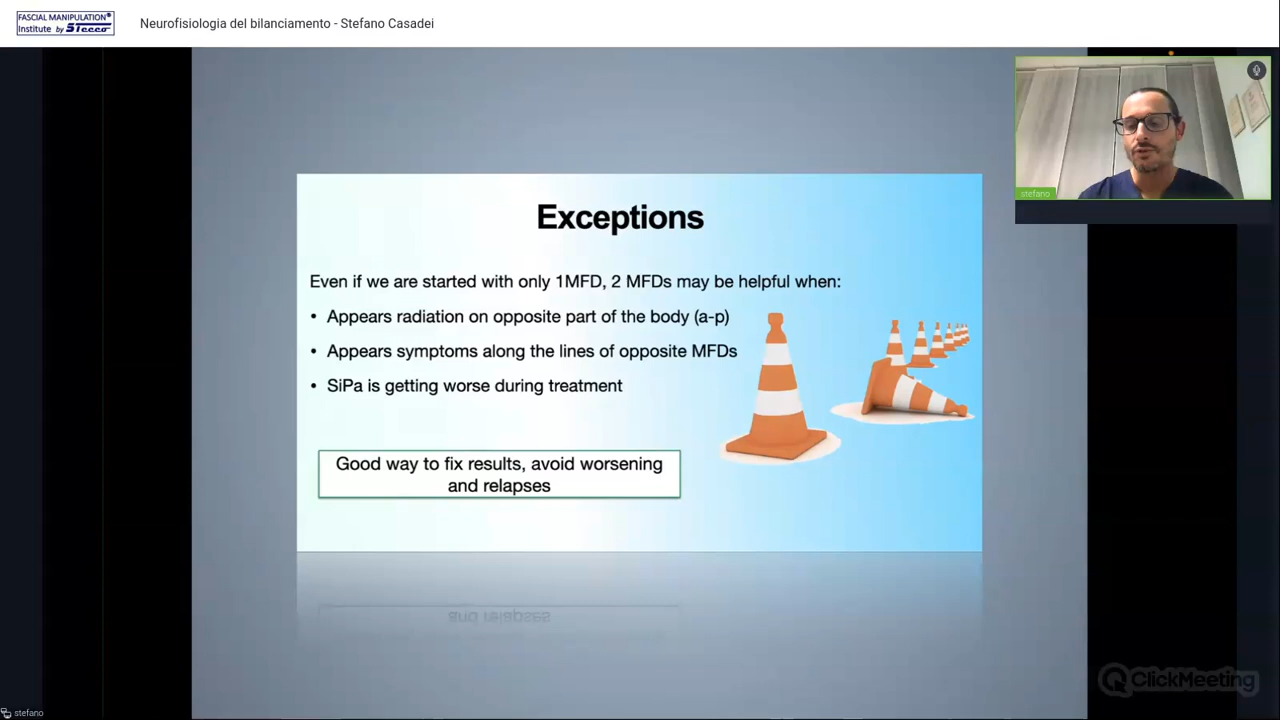 FASCIAL MANIPULATION®
Institute by Stecco
Neurofisiologia del bilanciamento - Stefano Casadei
stefano
Exceptions
Even if we are started with only 1MFD, 2 MFDs may be helpful when:
• Appears radiation on opposite part of the body (a-p)
• Appears symptoms along the lines of opposite MFDs
• SiPa is getting worse during treatment
Good way to fix results, avoid worsening
and relapses
and relapses
ClickMeeting
stefano